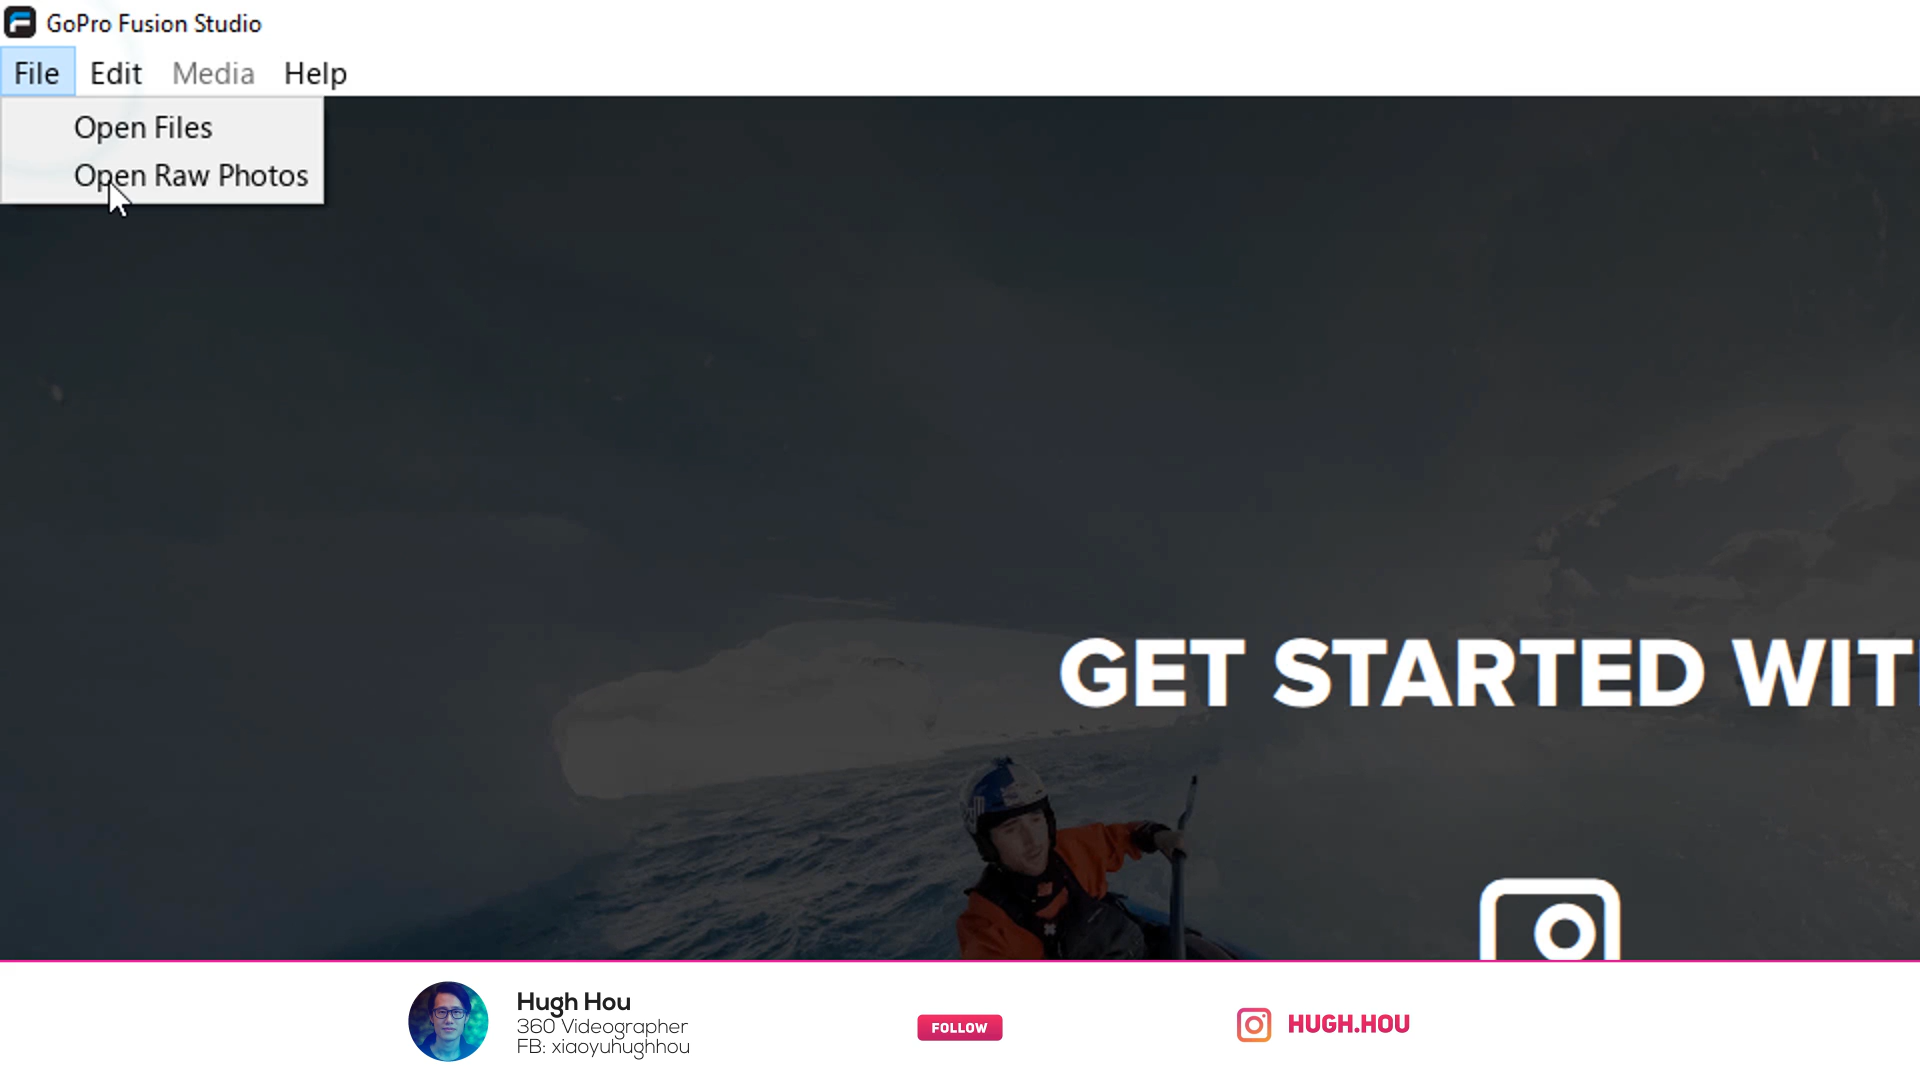 GoPro Fusion Studio
File Edit Media Help
Open Files
Open Raw Photos
GET STARTED WIT
Hugh Hou
360 Videographer
FB: xiaoyuhughhou
FOLLOW
HUGH.HOU